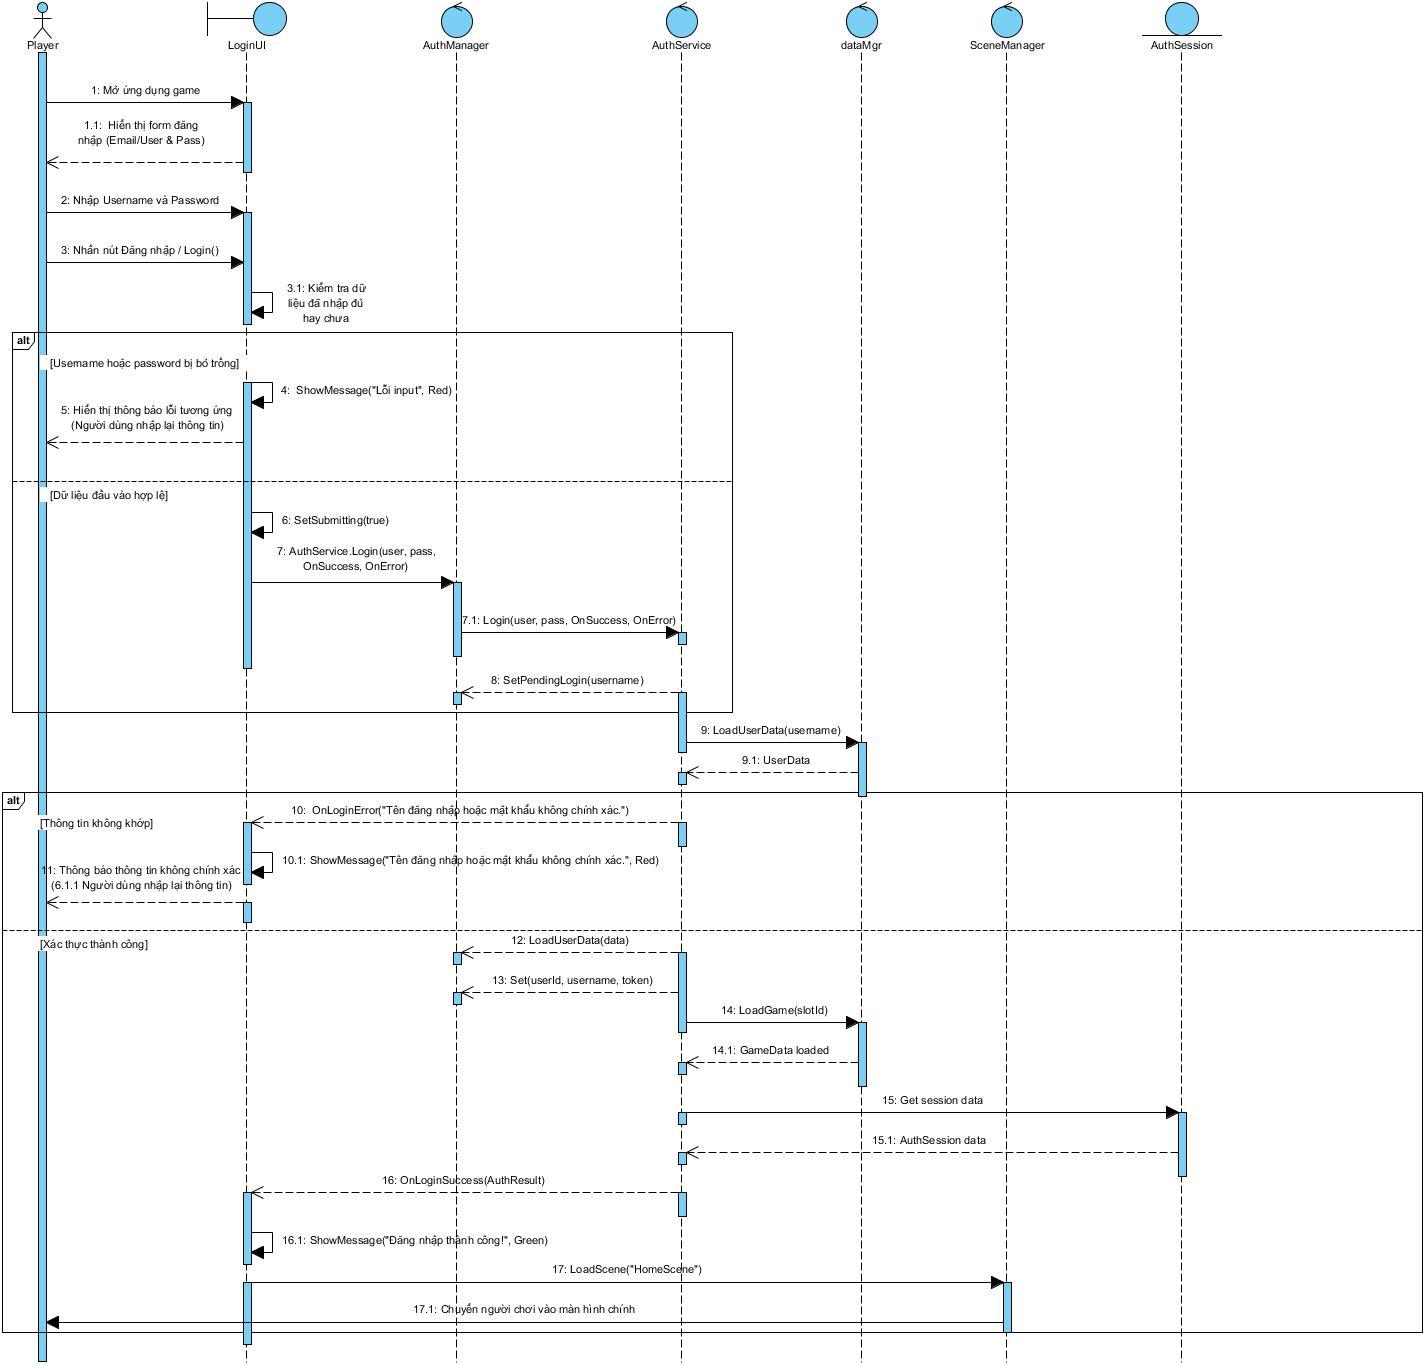 Player
LoginUI
AuthManager
AuthService
dataMgr
SceneManager
AuthSession
1: Mở ứng dụng game
1.1:  Hiển thị form đăng
nhập (Email/User & Pass)
2: Nhập Username và Password
3: Nhấn nút Đăng nhập / Login()
3.1: Kiểm tra dữ
liệu đã nhập đủ
hay chưa
alt
[Username hoặc password bị bỏ trống]
4:  ShowMessage("Lỗi input", Red)
5: Hiển thị thông báo lỗi tương ứng
(Người dùng nhập lại thông tin)
[Dữ liệu đầu vào hợp lệ]
6: SetSubmitting(true)
7: AuthService.Login(user, pass,
OnSuccess, OnError)
7.1: Login(user, pass, OnSuccess, OnError)
8: SetPendingLogin(username)
9: LoadUserData(username)
9.1: UserData
alt
10:  OnLoginError("Tên đăng nhập hoặc mật khẩu không chính xác.")
[Thông tin không khớp]
10.1: ShowMessage("Tên đăng nhập hoặc mật khẩu không chính xác.", Red)
11: Thông báo thông tin không chính xác
(6.1.1 Người dùng nhập lại thông tin)
[Xác thực thành công]
12: LoadUserData(data)
13: Set(userId, username, token)
14: LoadGame(slotId)
14.1: GameData loaded
15: Get session data
15.1: AuthSession data
16: OnLoginSuccess(AuthResult)
16.1: ShowMessage("Đăng nhập thành công!", Green)
17: LoadScene("HomeScene")
17.1: Chuyển người chơi vào màn hình chính